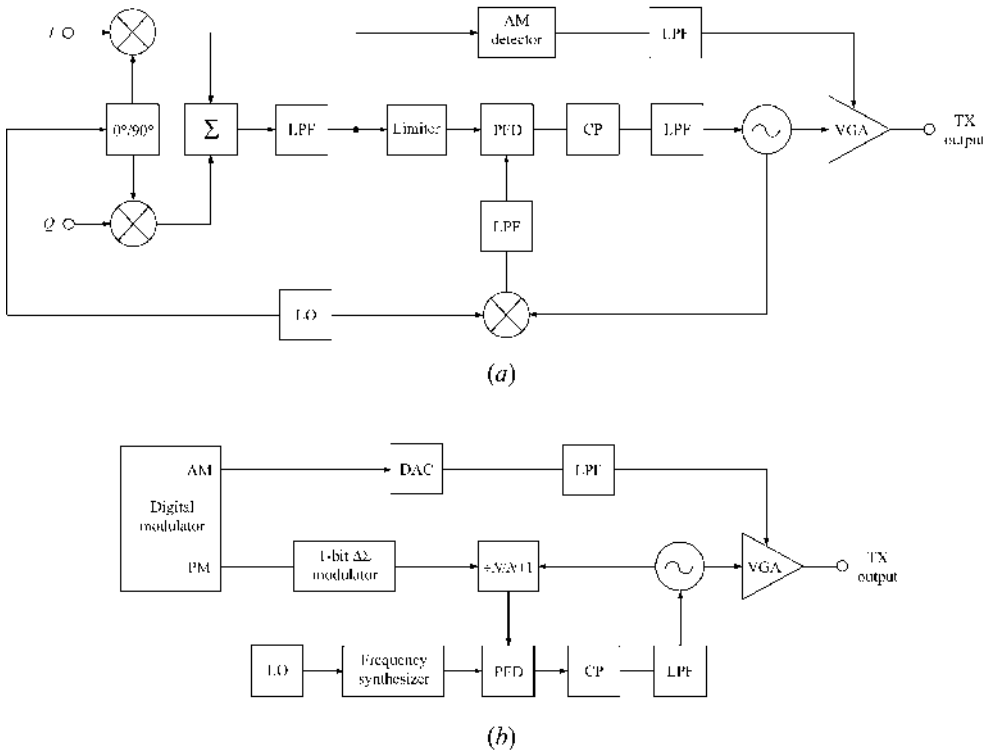 I
AM
detector
LPF
0°/90°
Σ
LPF
Limiter
PFD
CP
LPF
VGA
TX
output
Q
LPF
LO
(a)
AM
DAC
LPF
Digital
modulator
PM
1-bit ΔΣ
modulator
÷N/N+1
VGA
TX
output
LO
Frequency
synthesizer
PFD
CP
LPF
(b)